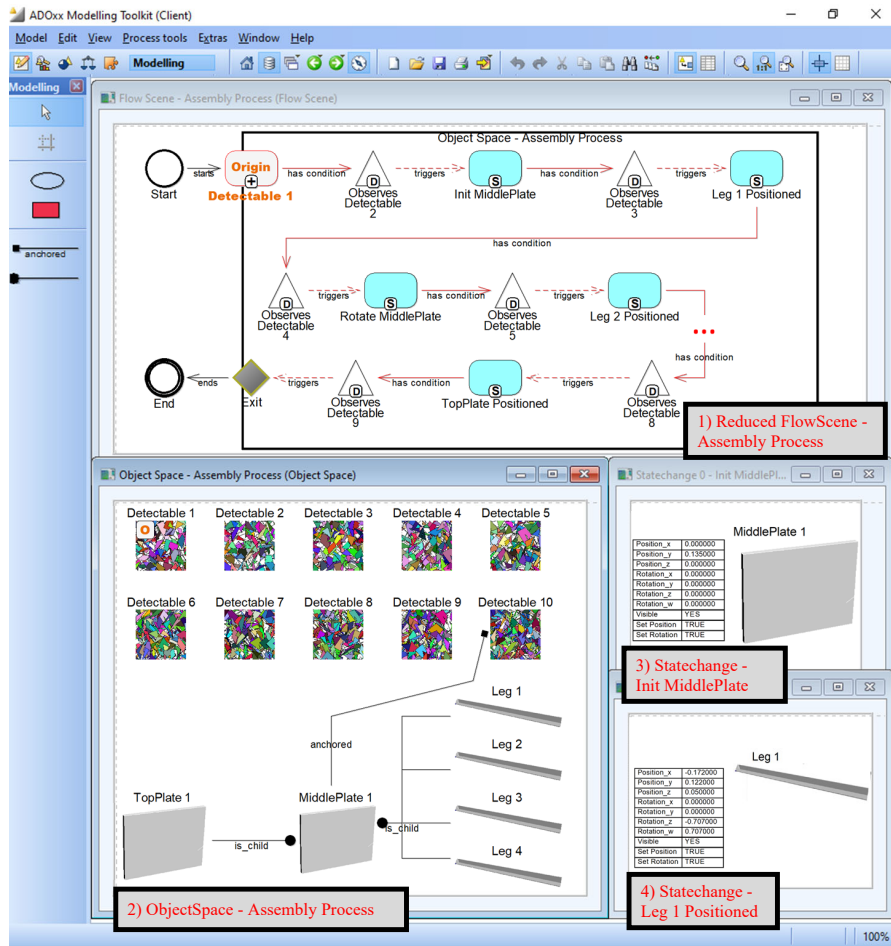 ADOxx Modelling Toolkit (Client)
Model Edit View Process tools Extras Window Help
Modelling
Modelling
anchored
Flow Scene - Assembly Process (Flow Scene)
Object Space - Assembly Process
Start
starts
Origin
Detectable 1
has condition
D
Observes
Detectable
2
triggers
S
Init MiddlePlate
has condition
D
Observes
Detectable
3
triggers
S
Leg 1 Positioned
has condition
D
Observes
Detectable
4
triggers
S
Rotate MiddlePlate
has condition
D
Observes
Detectable
5
triggers
S
Leg 2 Positioned
...
has condition
End
ends
Exit
triggers
D
Observes
Detectable
9
has condition
S
TopPlate Positioned
triggers
D
Observes
Detectable
8
1) Reduced FlowScene -
Assembly Process
Object Space - Assembly Process (Object Space)
Detectable 1 Detectable 2 Detectable 3 Detectable 4 Detectable 5
O
Detectable 6 Detectable 7 Detectable 8 Detectable 9 Detectable 10
Leg 1
anchored
Leg 2
TopPlate 1
MiddlePlate 1
Leg 3
is_child
is_child
Leg 4
2) ObjectSpace - Assembly Process
Statechange 0 - Init MiddlePl...
MiddlePlate 1
Position_x 0.000000
Position_y 0.135000
Position_z 0.000000
Rotation_x 0.000000
Rotation_y 0.000000
Rotation_z 0.000000
Rotation_w 0.000000
Visible YES
Set Position TRUE
Set Rotation TRUE
3) Statechange -
Init MiddlePlate
Leg 1
Position_x -0.172000
Position_y 0.122000
Position_z 0.050000
Rotation_x 0.000000
Rotation_y 0.000000
Rotation_z -0.707000
Rotation_w 0.707000
Visible YES
Set Position TRUE
Set Rotation TRUE
4) Statechange -
Leg 1 Positioned
100%